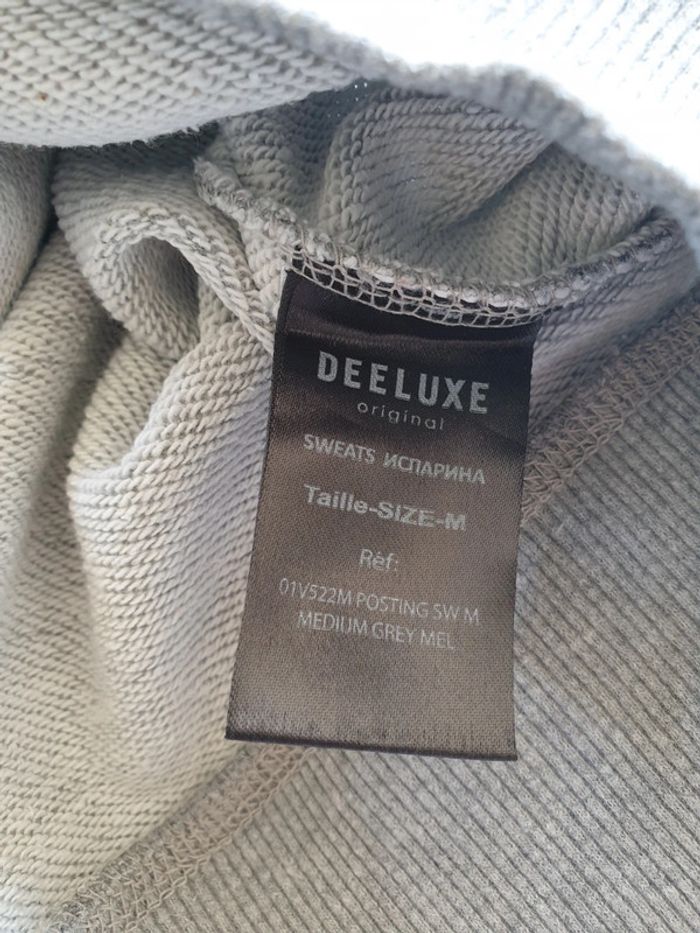 DEELUXE
original
SWEATS ИСПАРИНА
Taille-SIZE-M
Réf:
01V522M POSTING SW M
MEDIUM GREY MEL